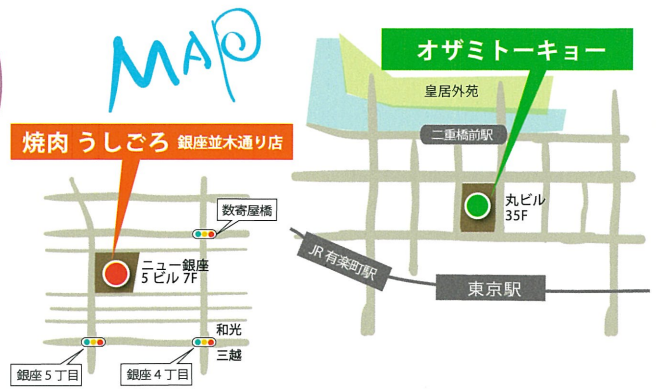 MAP
焼肉 うしごろ 銀座並木通り店
数寄屋橋
ニュー銀座
5ビル 7F
和光
三越
銀座5丁目
銀座4丁目
オザミトーキョー
皇居外苑
二重橋前駅
丸ビル
35F
JR有楽町駅
東京駅